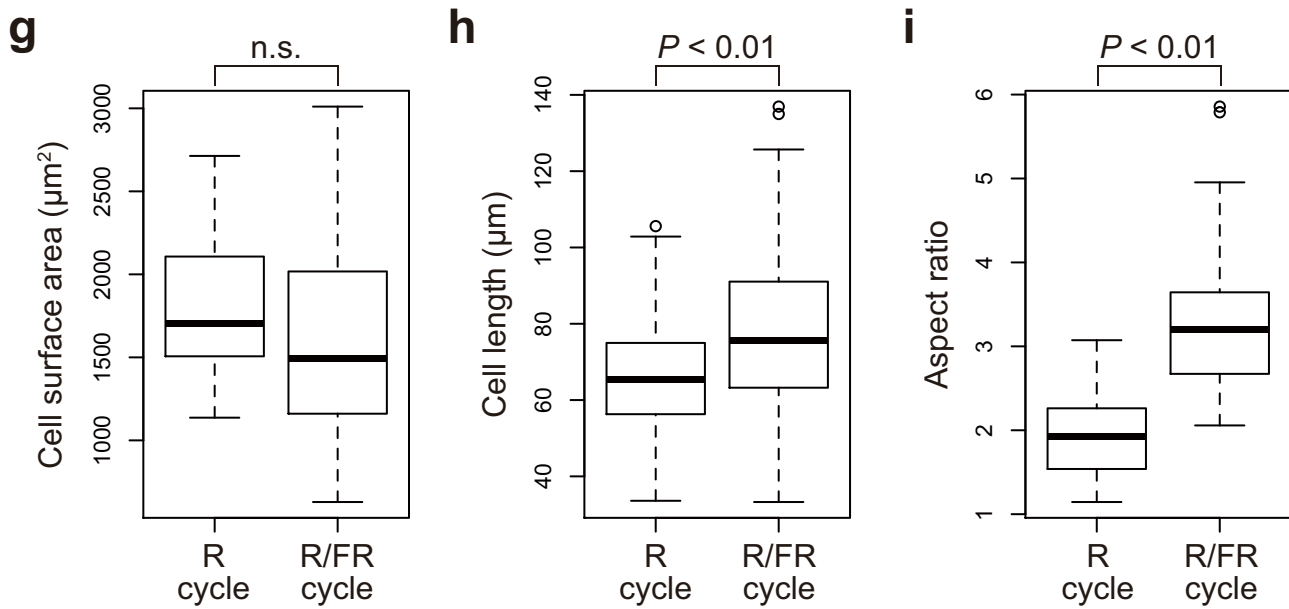 g
n.s.
Cell surface area (µm²)
3000
2500
2000
1500
1000
R
cycle
R/FR
cycle
h
P < 0.01
Cell length (µm)
140
120
100
80
60
40
R
cycle
R/FR
cycle
i
P < 0.01
Aspect ratio
6
5
4
3
2
1
R
cycle
R/FR
cycle